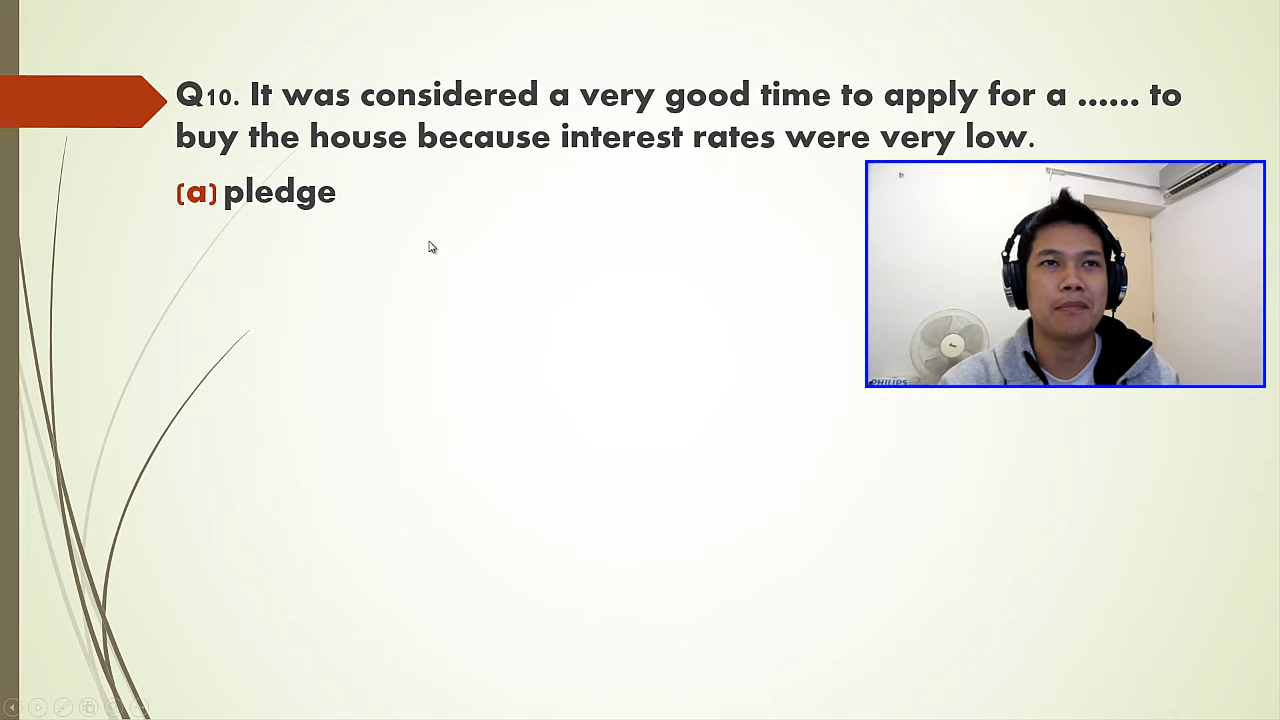 Q10. It was considered a very good time to apply for a ...... to
buy the house because interest rates were very low.
(a) pledge
PHILIPS